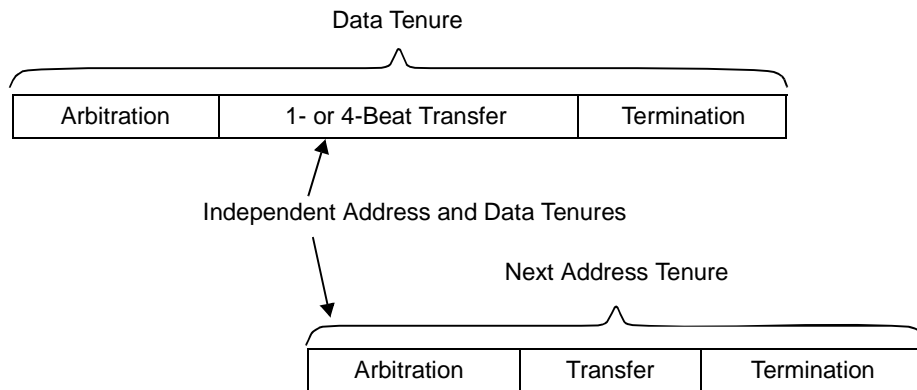 Data Tenure
Arbitration 1- or 4-Beat Transfer Termination
Independent Address and Data Tenures
Next Address Tenure
Arbitration Transfer Termination